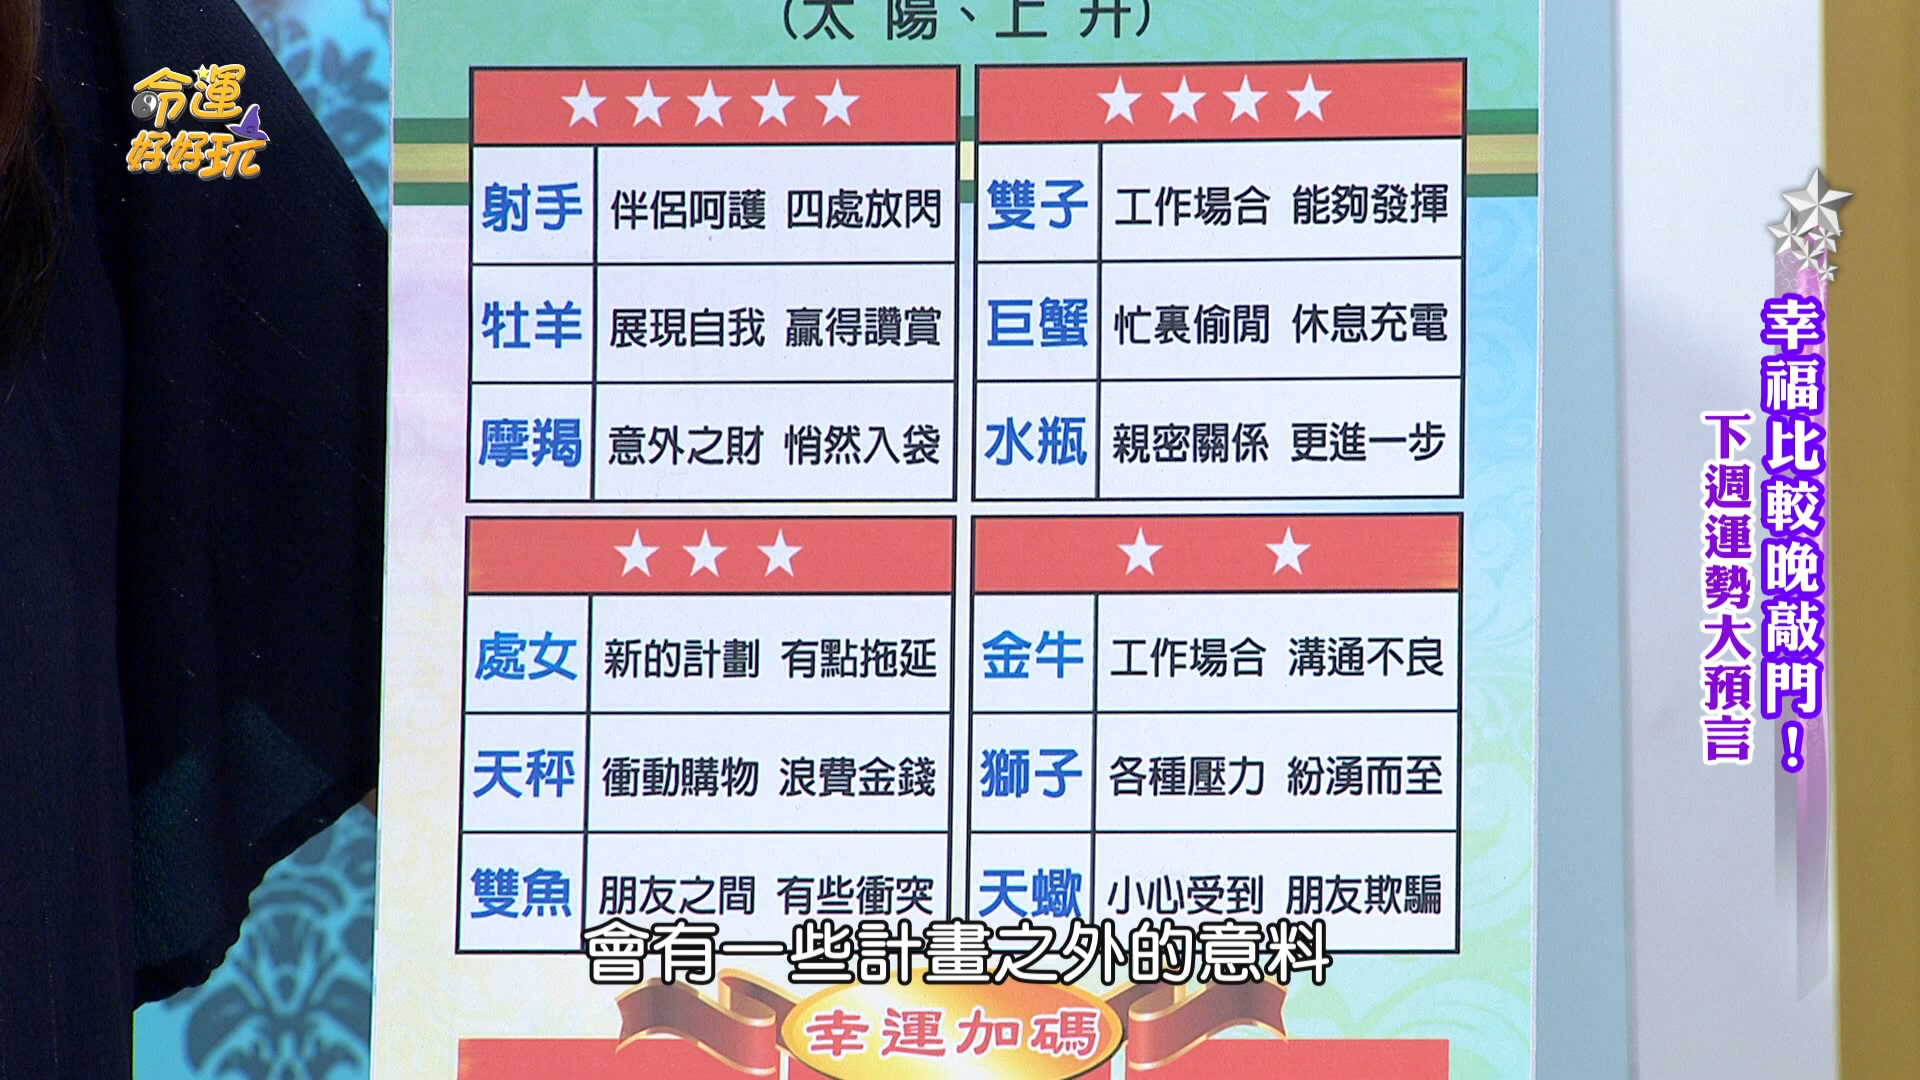 (太陽、上升)
命運
好好玩
★★★★★
射手 伴侶呵護 四處放閃
牡羊 展現自我 贏得讚賞
摩羯 意外之財 悄然入袋
★★★★
雙子 工作場合 能夠發揮
巨蟹 忙裏偷閒 休息充電
水瓶 親密關係 更進一步
★★★
處女 新的計劃 有點拖延
天秤 衝動購物 浪費金錢
雙魚 朋友之間 有些衝突
★ ★
金牛 工作場合 溝通不良
獅子 各種壓力 紛湧而至
天蠍 小心受到 朋友欺騙
幸福比較晚敲門！
下週運勢大預言
會有一些計畫之外的意料
幸運加碼